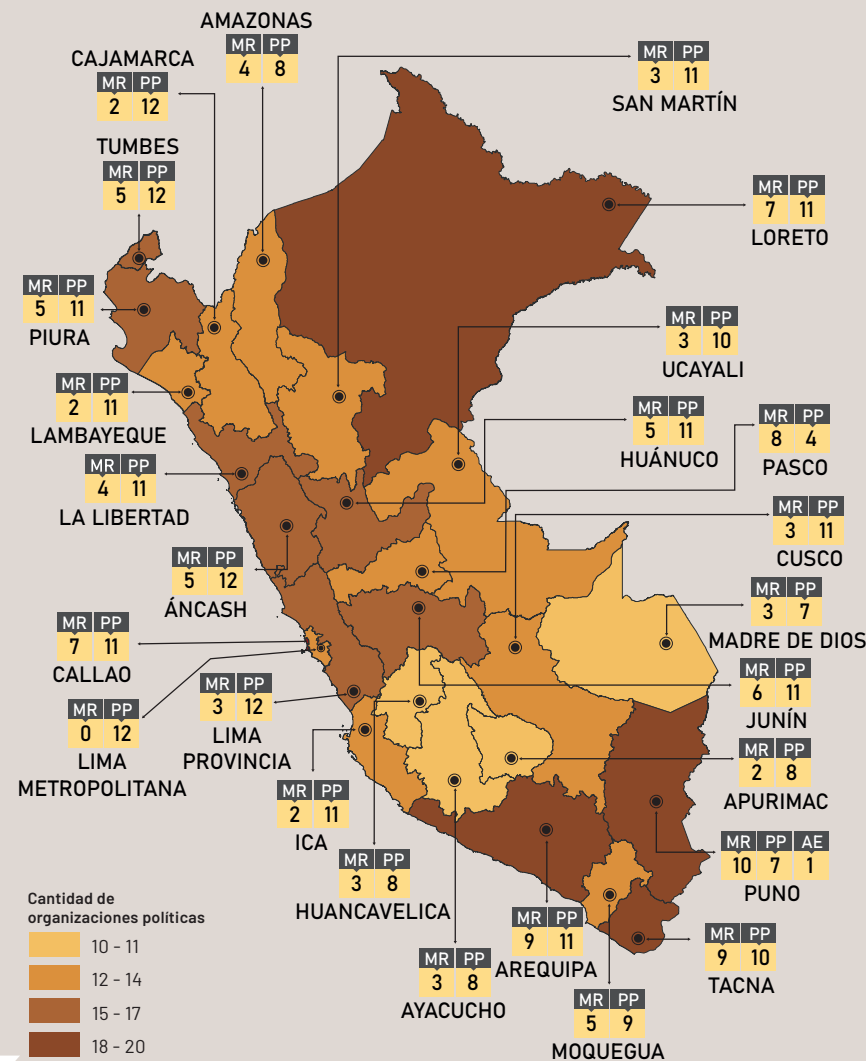 AMAZONAS
MR PP
4 8
CAJAMARCA
MR PP
2 12
MR PP
3 11
SAN MARTÍN
TUMBES
MR PP
5 12
MR PP
7 11
LORETO
MR PP
5 11
PIURA
MR PP
3 10
UCAYALI
MR PP
2 11
LAMBAYEQUE
MR PP
5 11
HUÁNUCO
MR PP
8 4
PASCO
MR PP
4 11
LA LIBERTAD
MR PP
3 11
CUSCO
MR PP
5 12
ÁNCASH
MR PP
3 7
MADRE DE DIOS
MR PP
7 11
CALLAO
MR PP
6 11
JUNÍN
MR PP
0 12
LIMA
METROPOLITANA
MR PP
3 12
LIMA
PROVINCIA
MR PP
2 8
APURIMAC
MR PP
2 11
ICA
MR PP AE
10 7 1
PUNO
MR PP
3 8
HUANCAVELICA
MR PP
9 11
AREQUIPA
MR PP
9 10
TACNA
MR PP
3 8
AYACUCHO
MR PP
5 9
MOQUEGUA
Cantidad de
organizaciones políticas
10 - 11
12 - 14
15 - 17
18 - 20